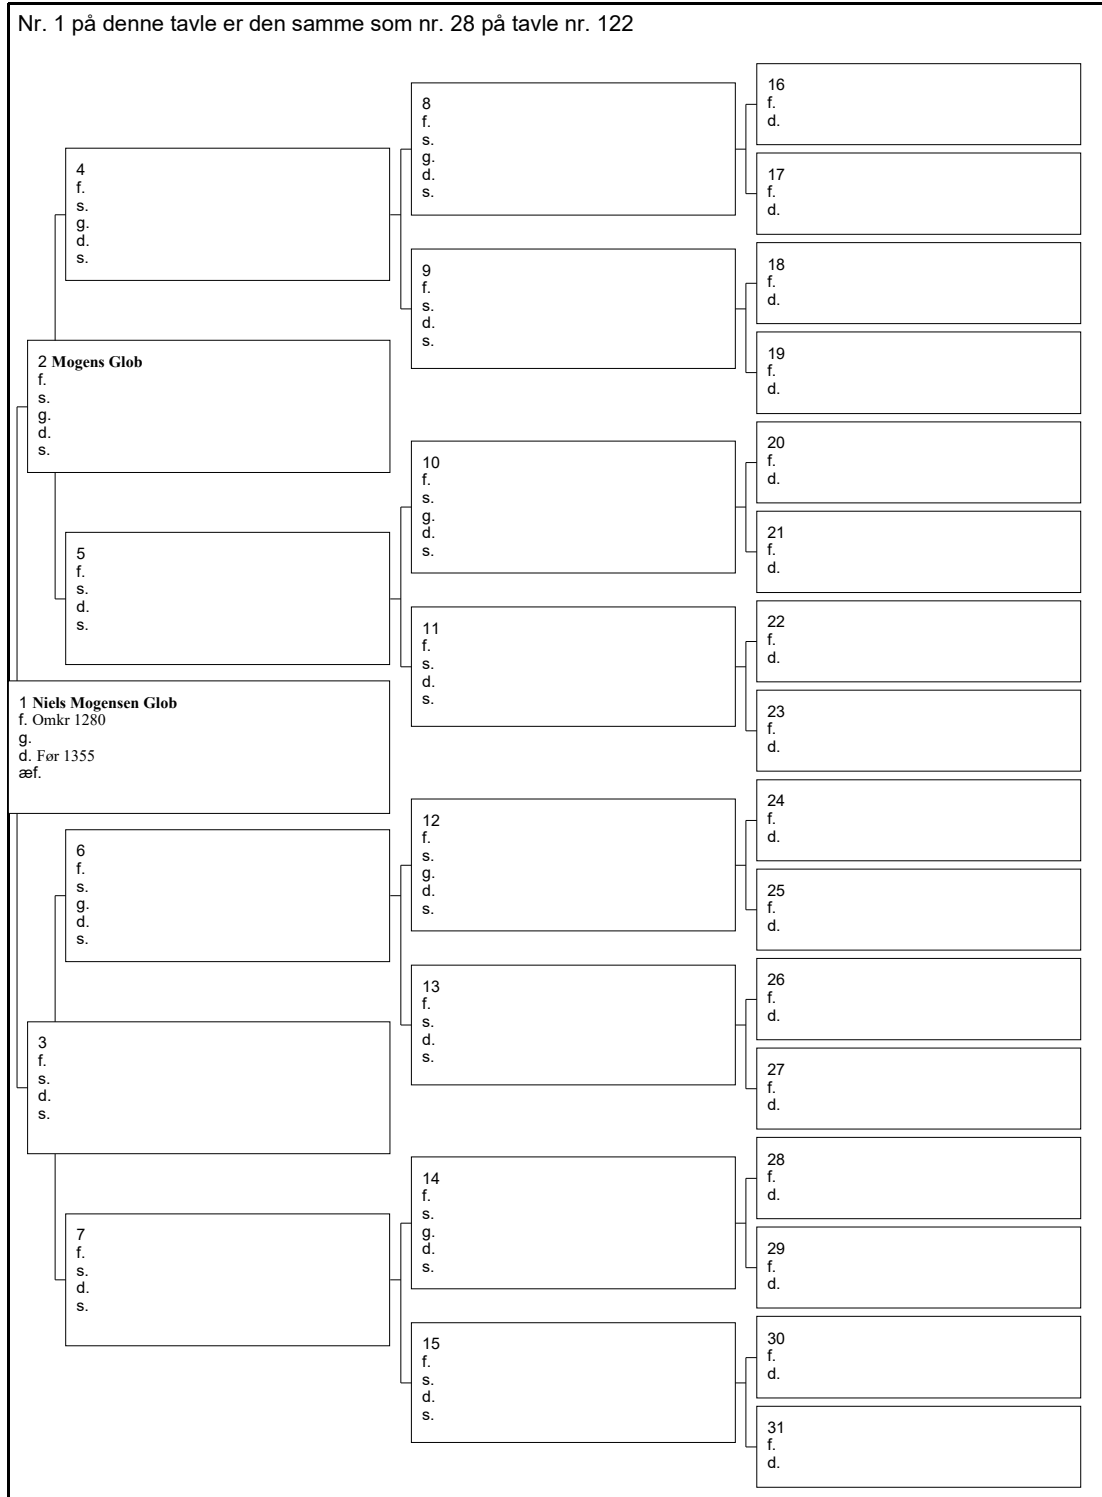 Nr. 1 på denne tavle er den samme som nr. 28 på tavle nr. 122
1 Niels Mogensen Glob
f. Omkr 1280
g.
d. Før 1355
æf.
2 Mogens Glob
f.
s.
g.
d.
s.
3
f.
s.
d.
s.
4
f.
s.
g.
d.
s.
5
f.
s.
d.
s.
6
f.
s.
g.
d.
s.
7
f.
s.
d.
s.
8
f.
s.
g.
d.
s.
9
f.
s.
d.
s.
10
f.
s.
g.
d.
s.
11
f.
s.
d.
s.
12
f.
s.
g.
d.
s.
13
f.
s.
d.
s.
14
f.
s.
g.
d.
s.
15
f.
s.
d.
s.
16
f.
d.
17
f.
d.
18
f.
d.
19
f.
d.
20
f.
d.
21
f.
d.
22
f.
d.
23
f.
d.
24
f.
d.
25
f.
d.
26
f.
d.
27
f.
d.
28
f.
d.
29
f.
d.
30
f.
d.
31
f.
d.